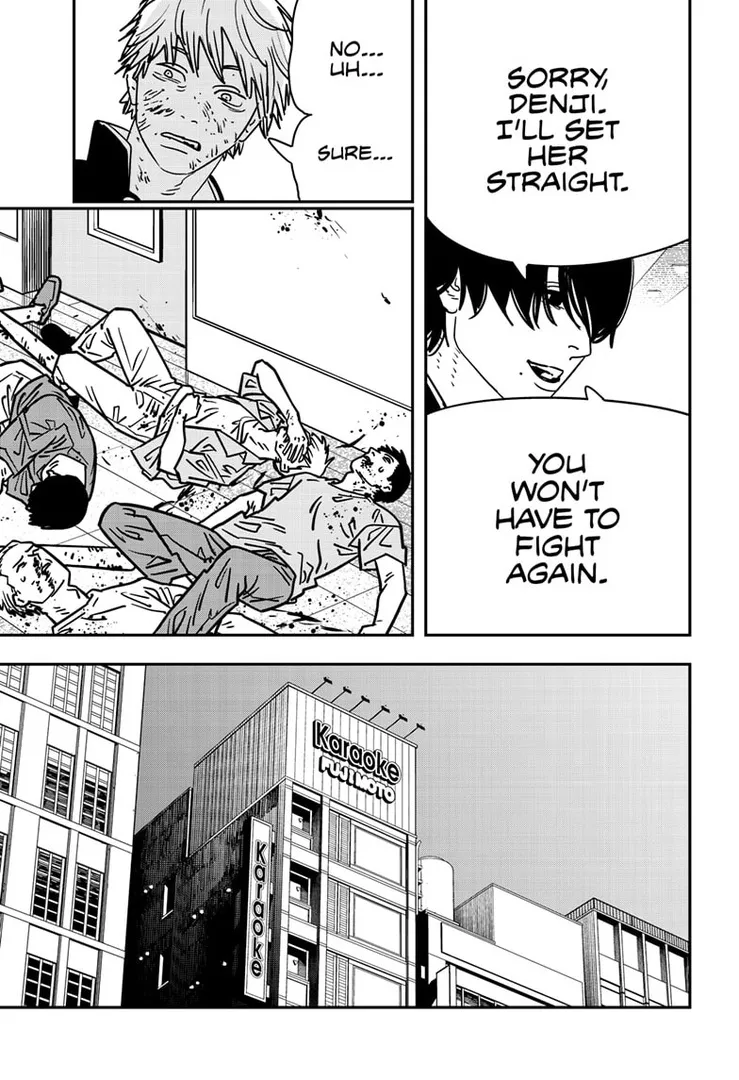 SORRY,
DENJI.
I'LL SET
HER
STRAIGHT.
YOU
WON'T
HAVE TO
FIGHT
AGAIN.
NO...
UH...
SURE...
Karaoke
FUJIMOTO
Karaoke